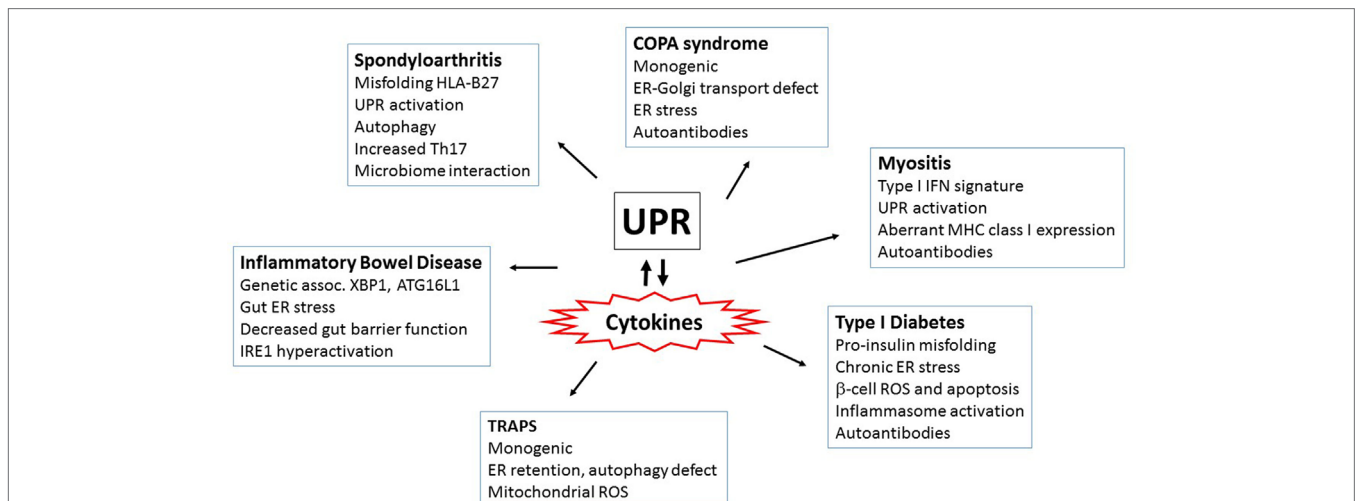 COPA syndrome
Monogenic
ER-Golgi transport defect
ER stress
Autoantibodies
Spondyloarthritis
Misfolding HLA-B27
UPR activation
Autophagy
Increased Th17
Microbiome interaction
Myositis
Type I IFN signature
UPR activation
Aberrant MHC class I expression
Autoantibodies
UPR
Inflammatory Bowel Disease
Genetic assoc. XBP1, ATG16L1
Gut ER stress
Decreased gut barrier function
IRE1 hyperactivation
Cytokines
Type I Diabetes
Pro-insulin misfolding
Chronic ER stress
β-cell ROS and apoptosis
Inflammasome activation
Autoantibodies
TRAPS
Monogenic
ER retention, autophagy defect
Mitochondrial ROS